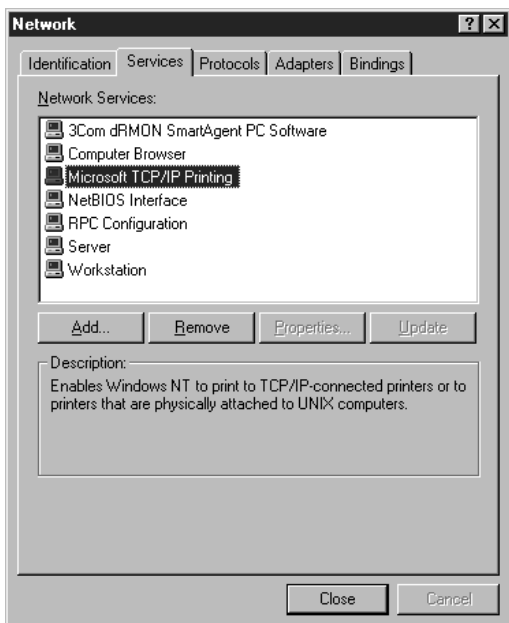 Network
Identification Services Protocols Adapters Bindings
Network Services:
3Com dRMON SmartAgent PC Software
Computer Browser
Microsoft TCP/IP Printing
NetBIOS Interface
RPC Configuration
Server
Workstation
Add... Remove Properties... Update
Description:
Enables Windows NT to print to TCP/IP-connected printers or to
printers that are physically attached to UNIX computers.
Close Cancel